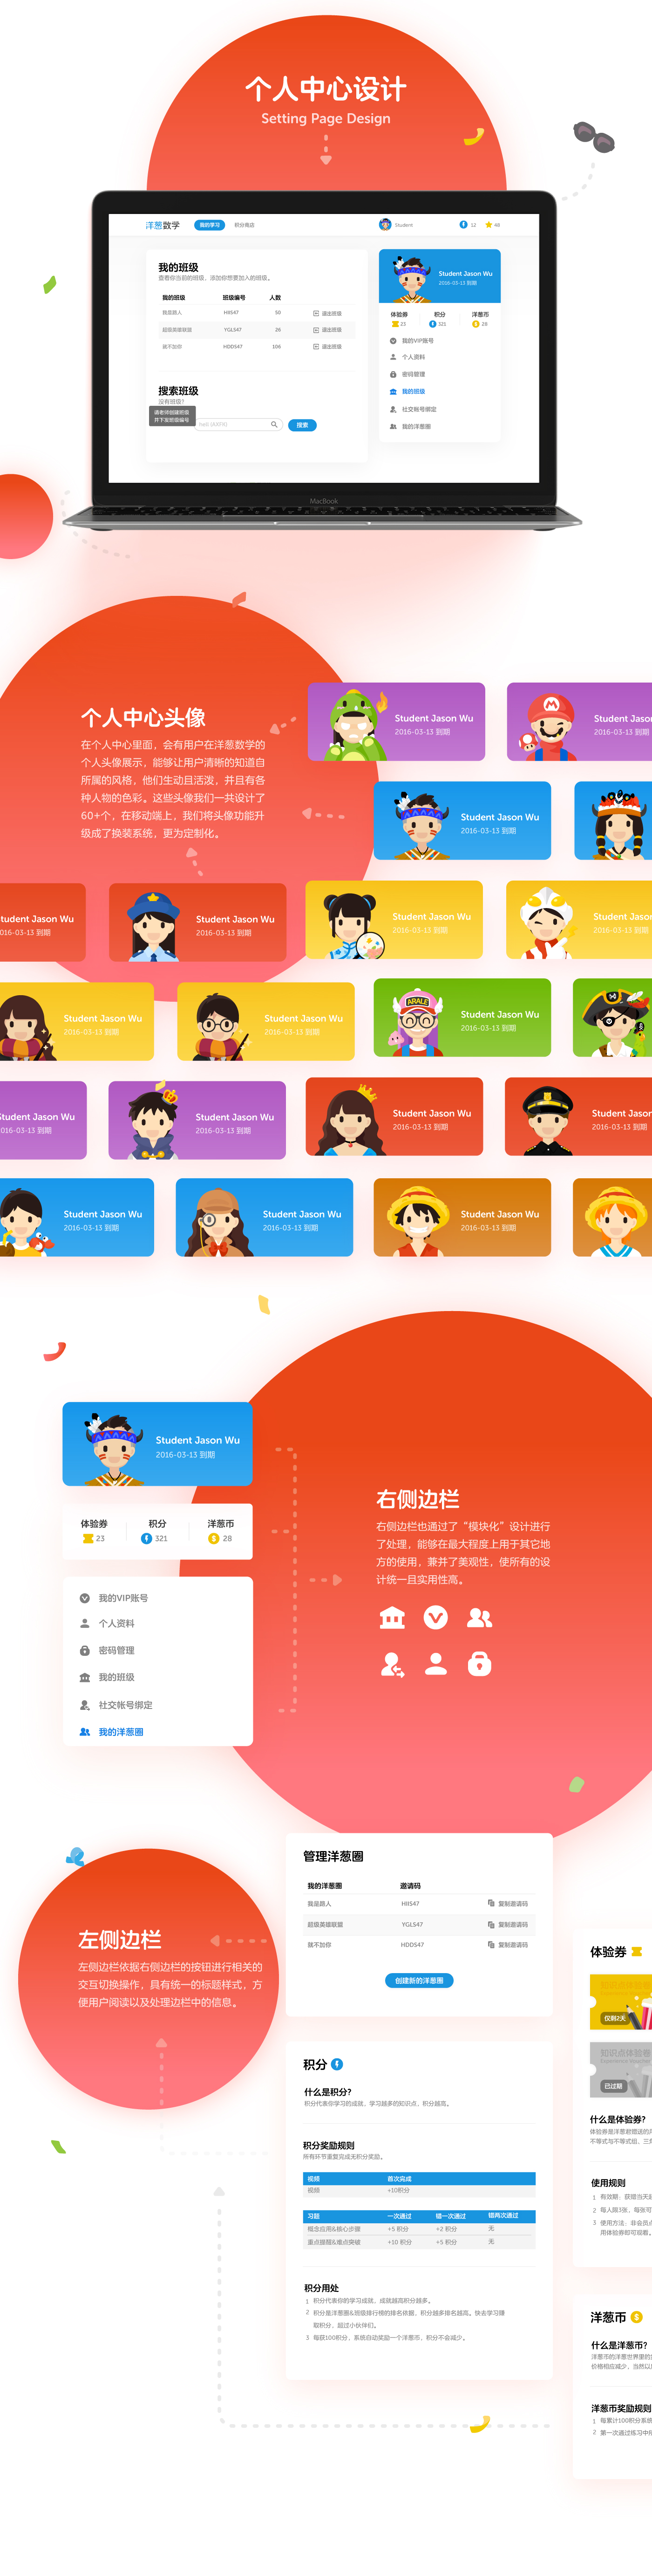 个人中心设计
Setting Page Design
洋葱数学
我的学习
积分商店
Student
12
48
我的班级
查看你当前的班级，添加你想要加入的班级。
我的班级 班级编号 人数
我是路人 HIIS47 50 退出班级
超级英雄联盟 YGLS47 26 退出班级
就不加你 HDDS47 106 退出班级
搜索班级
没有班级？
请老师创建班级
并下发班级编号
搜索
Student Jason Wu
2016-03-13 到期
体验券 积分 洋葱币
23 321 28
我的VIP账号
个人资料
密码管理
我的班级
社交帐号绑定
我的洋葱圈
MacBook
个人中心头像
在个人中心里面，会有用户在洋葱数学的
个人头像展示，能够让用户清晰的知道自
所属的风格，他们生动且活泼，并且有各
种人物的色彩。这些头像我们一共设计了
60+个，在移动端上，我们将头像功能升
级成了换装系统，更为定制化。
Student Jason Wu
2016-03-13 到期
Student Jaso
2016-03-13 到
Student Jason Wu
2016-03-13 到期
tudent Jason Wu
016-03-13 到期
Student Jason Wu
2016-03-13 到期
Student Jason Wu
2016-03-13 到期
Student Jaso
2016-03-13 到
Student Jason Wu
2016-03-13 到期
Student Jason Wu
2016-03-13 到期
ARALE
Student Jason Wu
2016-03-13 到期
Student Jason Wu
016-03-13 到期
Student Jason Wu
2016-03-13 到期
Student Jason Wu
2016-03-13 到期
Student Jaso
2016-03-13 到
Student Jason Wu
2016-03-13 到期
Student Jason Wu
2016-03-13 到期
Student Jason Wu
2016-03-13 到期
Student Jason Wu
2016-03-13 到期
体验券 积分 洋葱币
23 321 28
我的VIP账号
个人资料
密码管理
我的班级
社交帐号绑定
我的洋葱圈
右侧边栏
右侧边栏也通过了“模块化”设计进行
了处理，能够在最大程度上用于其它地
方的使用，兼并了美观性，使所有的设
计统一且实用性高。
左侧边栏
左侧边栏依据右侧边栏的按钮进行相关的
交互切换操作，具有统一的标题样式，方
便用户阅读以及处理边栏中的信息。
管理洋葱圈
我的洋葱圈 邀请码
我是路人 HIIS47 复制邀请码
超级英雄联盟 YGLS47 复制邀请码
就不加你 HDDS47 复制邀请码
创建新的洋葱圈
积分
什么是积分？
积分代表你学习的成就，学习越多的知识点，积分越高。
积分奖励规则
所有环节重复完成无积分奖励。
视频 首次完成
视频 +10积分
习题 一次通过 错一次通过 错两次通过
概念应用&核心步骤 +5 积分 +2 积分 无
重点提醒&难点突破 +10 积分 +5 积分 无
积分用处
1 积分代表你的学习成就，成就越高积分越多。
2 积分是洋葱圈&班级排行榜的排名依据，积分越多排名越高。快去学习赚
取积分，超过小伙伴们。
3 每获100积分，系统自动奖励一个洋葱币，积分不会减少。
体验券
仅剩2天
知识点体验卷
Experience Voucher
已过期
什么是体验券？
体验券是洋葱数赠送的
不等式与不等式组，三
使用规则
1 有效期，获赠当天
2 每人限3张，每张可
3 使用方法：非会员
用体验券即可观看。
洋葱币
什么是洋葱币？
洋葱币的洋葱世界里的
价格相应减少，当然以
洋葱币奖励规则
1 每累计100积分系统
2 第一次通过练习中